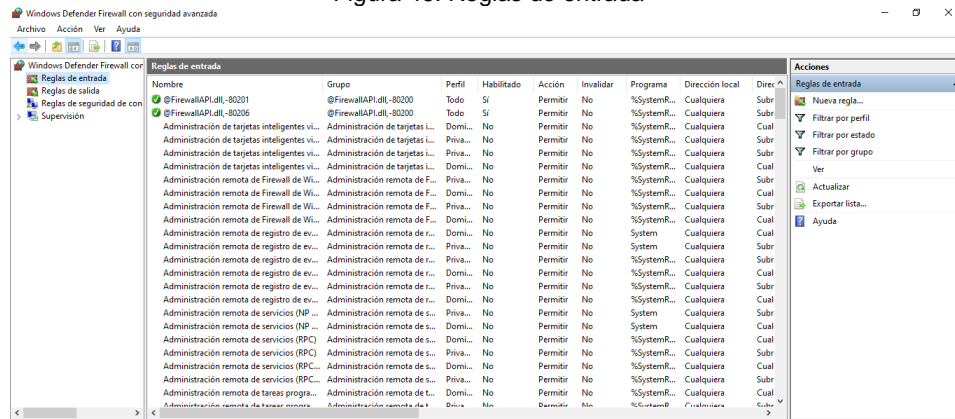 Windows Defender Firewall con seguridad avanzada
Archivo Acción Ver Ayuda
Windows Defender Firewall con
Reglas de entrada
Reglas de salida
Reglas de seguridad de con
Supervisión
Reglas de entrada
Nombre Grupo Perfil Habilitado Acción Invalidar Programa Dirección local Direc
@FirewallAPI.dll,-80201 @FirewallAPI.dll,-80200 Todo Sí Permitir No %SystemR... Cualquiera Subr
@FirewallAPI.dll,-80206 @FirewallAPI.dll,-80200 Todo Sí Permitir No %SystemR... Cualquiera Subr
Administración de tarjetas inteligentes vi... Administración de tarjetas i... Domi... No Permitir No %SystemR... Cualquiera Cual
Administración de tarjetas inteligentes vi... Administración de tarjetas i... Priva... No Permitir No %SystemR... Cualquiera Subr
Administración de tarjetas inteligentes vi... Administración de tarjetas i... Priva... No Permitir No %SystemR... Cualquiera Subr
Administración de tarjetas inteligentes vi... Administración de tarjetas i... Domi... No Permitir No %SystemR... Cualquiera Cual
Administración remota de Firewall de Wi... Administración remota de F... Priva... No Permitir No %SystemR... Cualquiera Subr
Administración remota de Firewall de Wi... Administración remota de F... Domi... No Permitir No %SystemR... Cualquiera Cual
Administración remota de Firewall de Wi... Administración remota de F... Priva... No Permitir No %SystemR... Cualquiera Subr
Administración remota de Firewall de Wi... Administración remota de F... Domi... No Permitir No %SystemR... Cualquiera Cual
Administración remota de registro de ev... Administración remota de r... Domi... No Permitir No System Cualquiera Cual
Administración remota de registro de ev... Administración remota de r... Priva... No Permitir No System Cualquiera Subr
Administración remota de registro de ev... Administración remota de r... Priva... No Permitir No %SystemR... Cualquiera Subr
Administración remota de registro de ev... Administración remota de r... Domi... No Permitir No %SystemR... Cualquiera Cual
Administración remota de registro de ev... Administración remota de r... Priva... No Permitir No %SystemR... Cualquiera Subr
Administración remota de registro de ev... Administración remota de r... Domi... No Permitir No %SystemR... Cualquiera Cual
Administración remota de servicios (NP ... Administración remota de s... Priva... No Permitir No System Cualquiera Subr
Administración remota de servicios (NP ... Administración remota de s... Domi... No Permitir No System Cualquiera Cual
Administración remota de servicios (RPC) Administración remota de s... Domi... No Permitir No %SystemR... Cualquiera Cual
Administración remota de servicios (RPC) Administración remota de s... Priva... No Permitir No %SystemR... Cualquiera Subr
Administración remota de servicios (RPC... Administración remota de s... Domi... No Permitir No %SystemR... Cualquiera Cual
Administración remota de servicios (RPC... Administración remota de s... Priva... No Permitir No %SystemR... Cualquiera Subr
Administración remota de tareas progra... Administración remota de t... Domi... No Permitir No %SystemR... Cualquiera Cual
Administración remota de tareas progra... Administración remota de t... Priva... No Permitir No %SystemR... Cualquiera Subr
Acciones
Reglas de entrada
Nueva regla...
Filtrar por perfil
Filtrar por estado
Filtrar por grupo
Ver
Actualizar
Exportar lista...
Ayuda